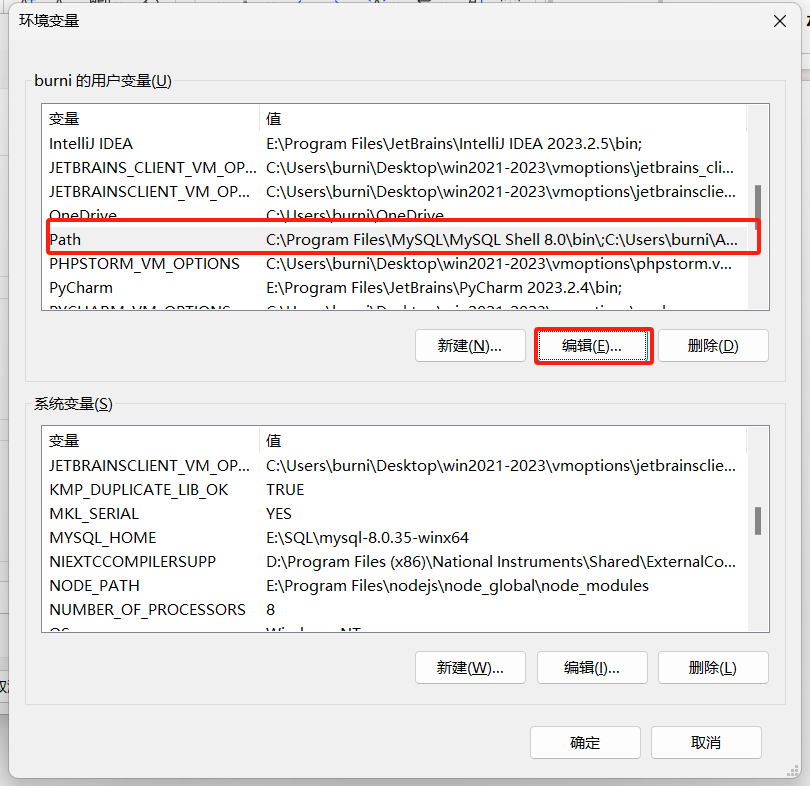 环境变量
burni 的用户变量(U)
变量 值
IntelliJ IDEA E:\Program Files\JetBrains\IntelliJ IDEA 2023.2.5\bin;
JETBRAINS_CLIENT_VM_OP... C:\Users\burni\Desktop\win2021-2023\vmoptions\jetbrains_cli...
JETBRAINSCLIENT_VM_OP... C:\Users\burni\Desktop\win2021-2023\vmoptions\jetbrainsclie...
OneDrive C:\Users\burni\OneDrive
Path C:\Program Files\MySQL\MySQL Shell 8.0\bin\;C:\Users\burni\A...
PHPSTORM_VM_OPTIONS C:\Users\burni\Desktop\win2021-2023\vmoptions\phpstorm.v...
PyCharm E:\Program Files\JetBrains\PyCharm 2023.2.4\bin;
新建(N)... 编辑(E)... 删除(D)
系统变量(S)
变量 值
JETBRAINSCLIENT_VM_OP... C:\Users\burni\Desktop\win2021-2023\vmoptions\jetbrainsclie...
KMP_DUPLICATE_LIB_OK TRUE
MKL_SERIAL YES
MYSQL_HOME E:\SQL\mysql-8.0.35-winx64
NIEXTCCOMPILERSUPP D:\Program Files (x86)\National Instruments\Shared\ExternalCo...
NODE_PATH E:\Program Files\nodejs\node_global\node_modules
NUMBER_OF_PROCESSORS 8
OS Windows_NT
新建(W)... 编辑(I)... 删除(L)
确定 取消